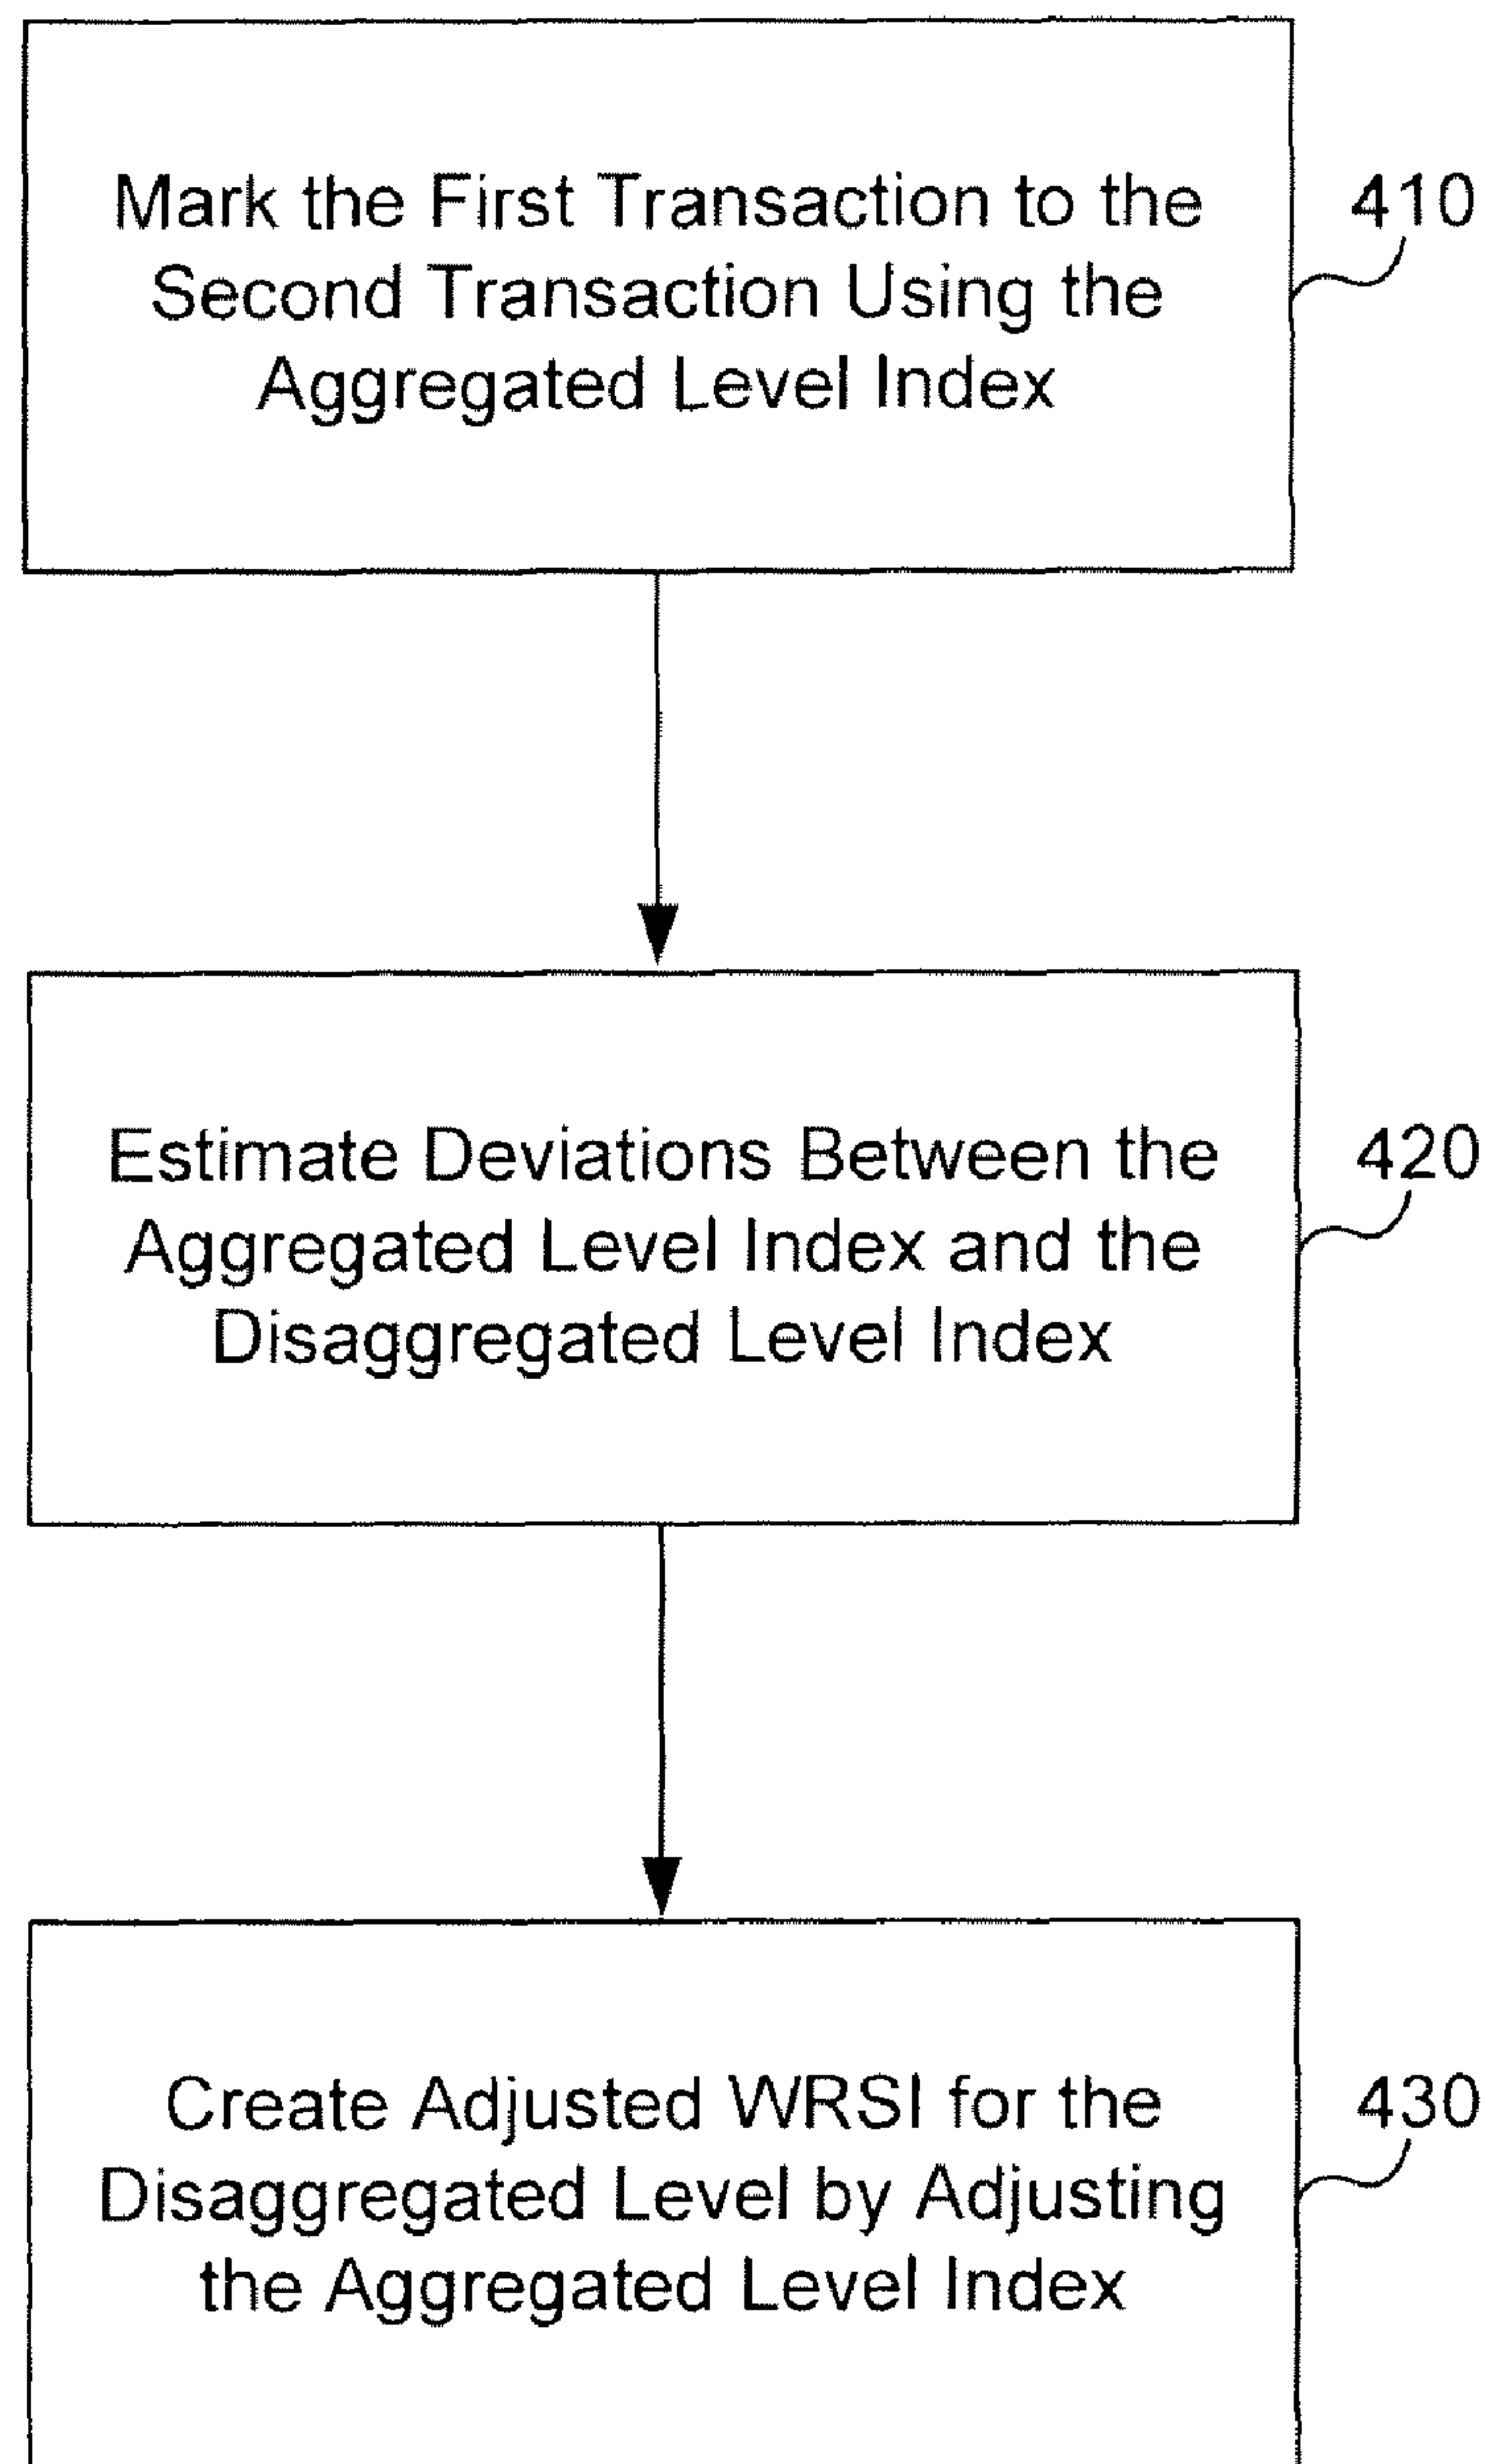 Mark the First Transaction to the
Second Transaction Using the
Aggregated Level Index
410
Estimate Deviations Between the
Aggregated Level Index and the
Disaggregated Level Index
420
Create Adjusted WRSI for the
Disaggregated Level by Adjusting
the Aggregated Level Index
430